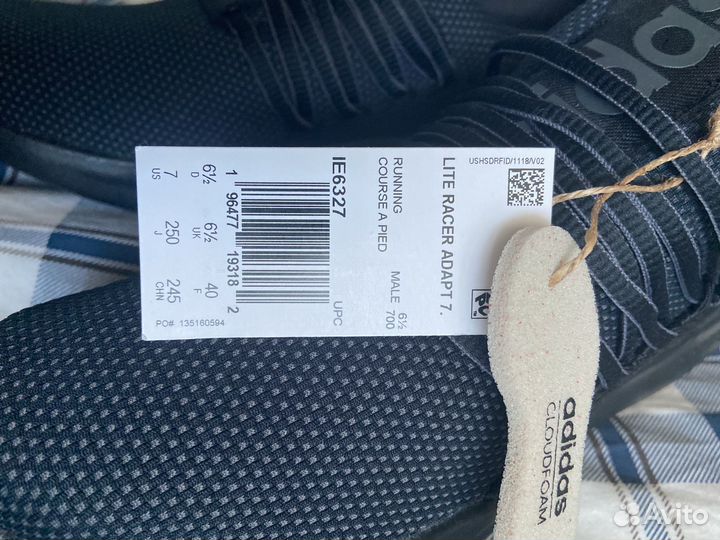 USHSDRFID/1118/V02
LITE RACER ADAPT 7.
RUNNING
COURSE A PIED
MALE 6½
700
IE6327
UPC
1 96477 19318 2
6½ 6½ 40
D UK F
7 250 245
US J CHN
PO# 135160594
adidas
CLOUDFOAM
Avito